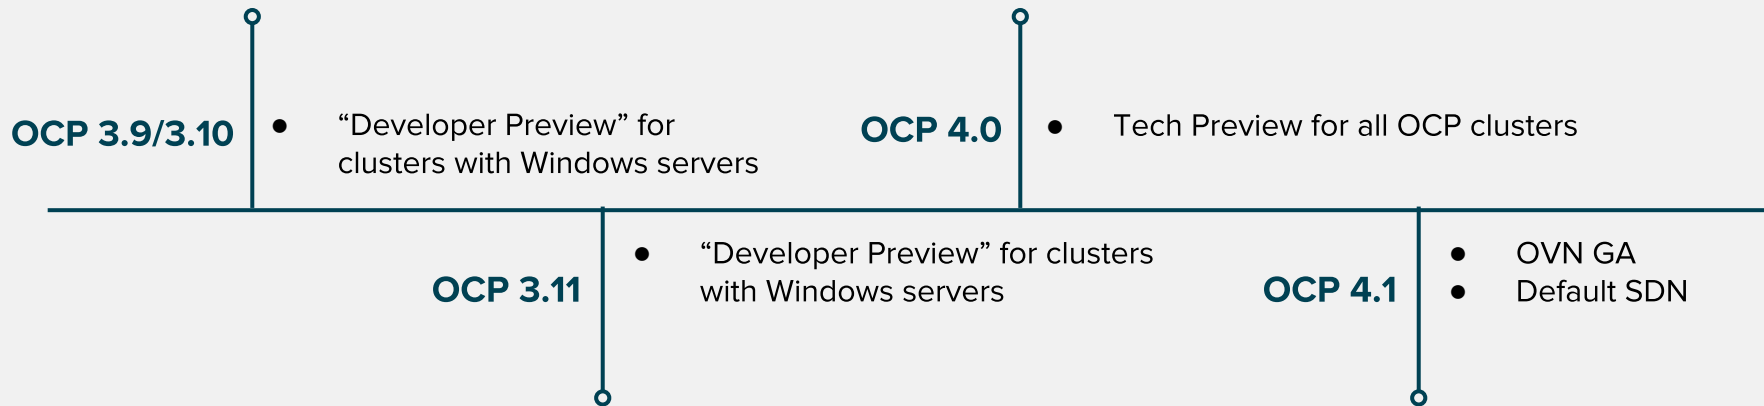 OCP 3.9/3.10
● “Developer Preview” for
clusters with Windows servers
OCP 4.0
● Tech Preview for all OCP clusters
OCP 3.11
● “Developer Preview” for clusters
with Windows servers
OCP 4.1
● OVN GA
● Default SDN